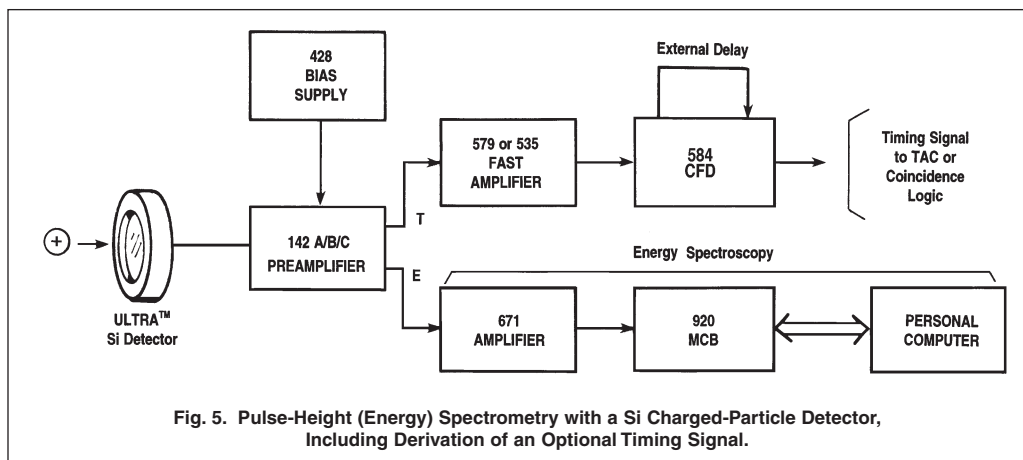 428
BIAS
SUPPLY
External Delay
579 or 535
FAST
AMPLIFIER
584
CFD
Timing Signal
to TAC or
Coincidence
Logic
T
+
142 A/B/C
PREAMPLIFIER
E
Energy Spectroscopy
ULTRA™
Si Detector
671
AMPLIFIER
920
MCB
PERSONAL
COMPUTER
Fig. 5. Pulse-Height (Energy) Spectrometry with a Si Charged-Particle Detector,
Including Derivation of an Optional Timing Signal.